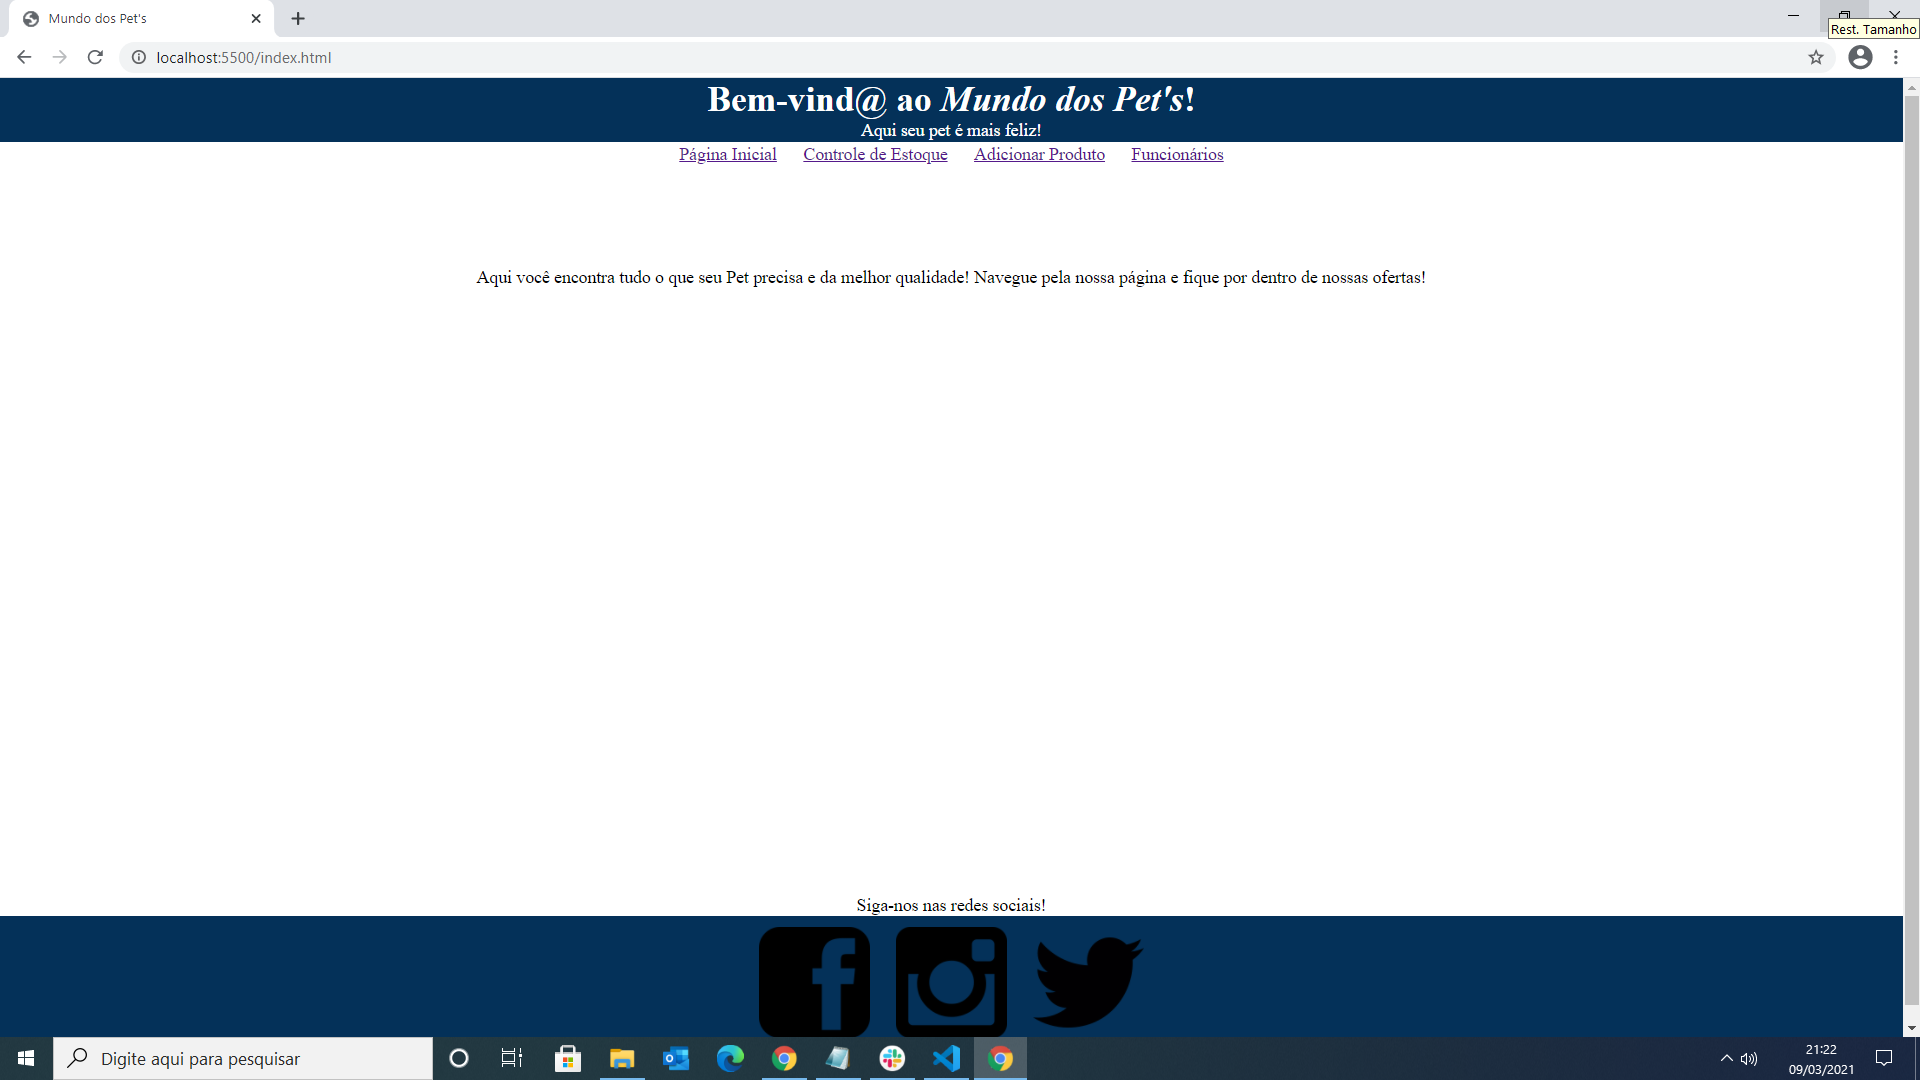 Mundo dos Pet's
Rest. Tamanho
localhost:5500/index.html
Bem-vind@ ao Mundo dos Pet's!
Aqui seu pet é mais feliz!
Página Inicial Controle de Estoque Adicionar Produto Funcionários
Aqui você encontra tudo o que seu Pet precisa e da melhor qualidade! Navegue pela nossa página e fique por dentro de nossas ofertas!
Siga-nos nas redes sociais!
Digite aqui para pesquisar
21:22
09/03/2021